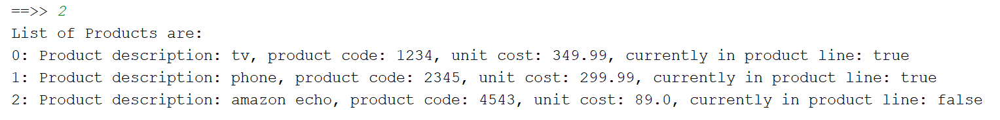 ==>> 2
List of Products are:
0: Product description: tv, product code: 1234, unit cost: 349.99, currently in product line: true
1: Product description: phone, product code: 2345, unit cost: 299.99, currently in product line: true
2: Product description: amazon echo, product code: 4543, unit cost: 89.0, currently in product line: false